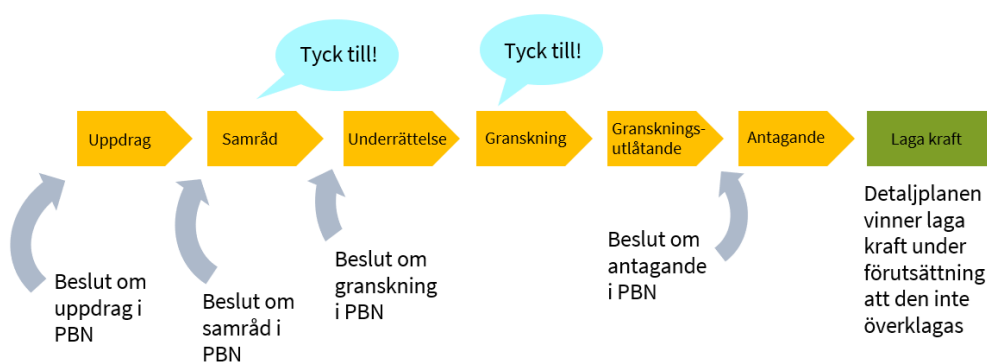 Tyck till!
Tyck till!
Uppdrag
Samråd
Underrättelse
Granskning
Gransknings-
utlåtande
Antagande
Laga kraft
Beslut om
uppdrag i
PBN
Beslut om
samråd i
PBN
Beslut om
granskning
i PBN
Beslut om
antagande
i PBN
Detaljplanen
vinner laga
kraft under
förutsättning
att den inte
överklagas